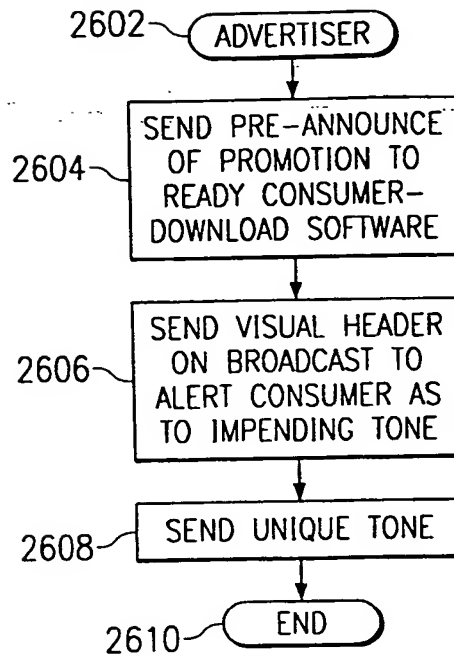 2602
ADVERTISER
2604
SEND PRE-ANNOUNCE
OF PROMOTION TO
READY CONSUMER-
DOWNLOAD SOFTWARE
2606
SEND VISUAL HEADER
ON BROADCAST TO
ALERT CONSUMER AS
TO IMPENDING TONE
2608
SEND UNIQUE TONE
2610
END